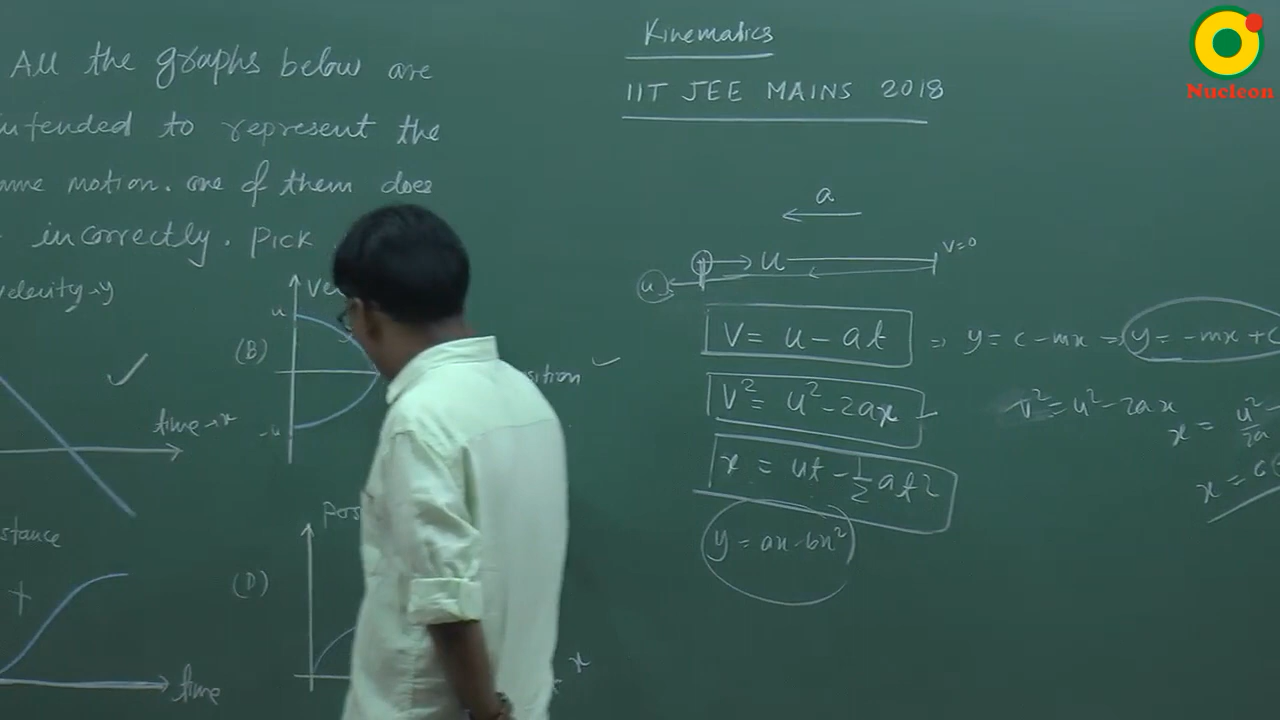 All the graphs below are
intended to represent the
motion. one of them does
incorrectly. Pick
velocity→y
(B)
u
-u
time→x
Position
(D)
time
x
Kinematics
IIT JEE MAINS 2018
a
u
u
V=0
V = u - at ⇒ y = c - mx ⇒ y = -mx + c
V² = u² - 2ax
V² = u² - 2ax
x = ut - 1/2 at²
y = ax - bx²
Nucleon